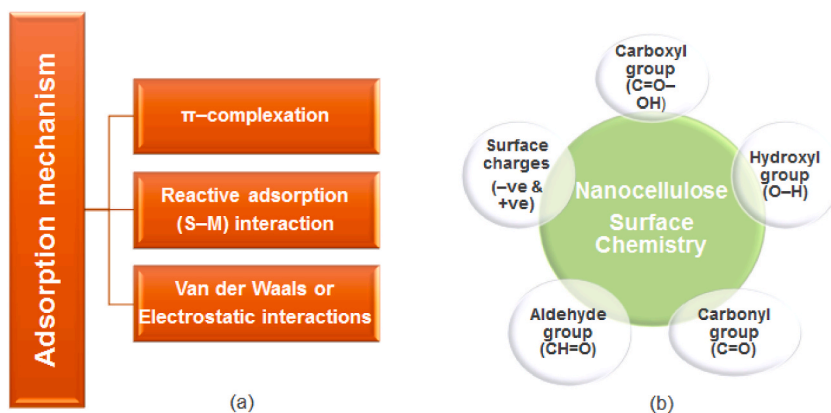 Adsorption mechanism
π–complexation
Reactive adsorption
(S–M) interaction
Van der Waals or
Electrostatic interactions
(a)
Carboxyl
group
(C=O–
OH)
Surface
charges
(–ve &
+ve)
Hydroxyl
group
(O–H)
Nanocellulose
Surface
Chemistry
Aldehyde
group
(CH=O)
Carbonyl
group
(C=O)
(b)